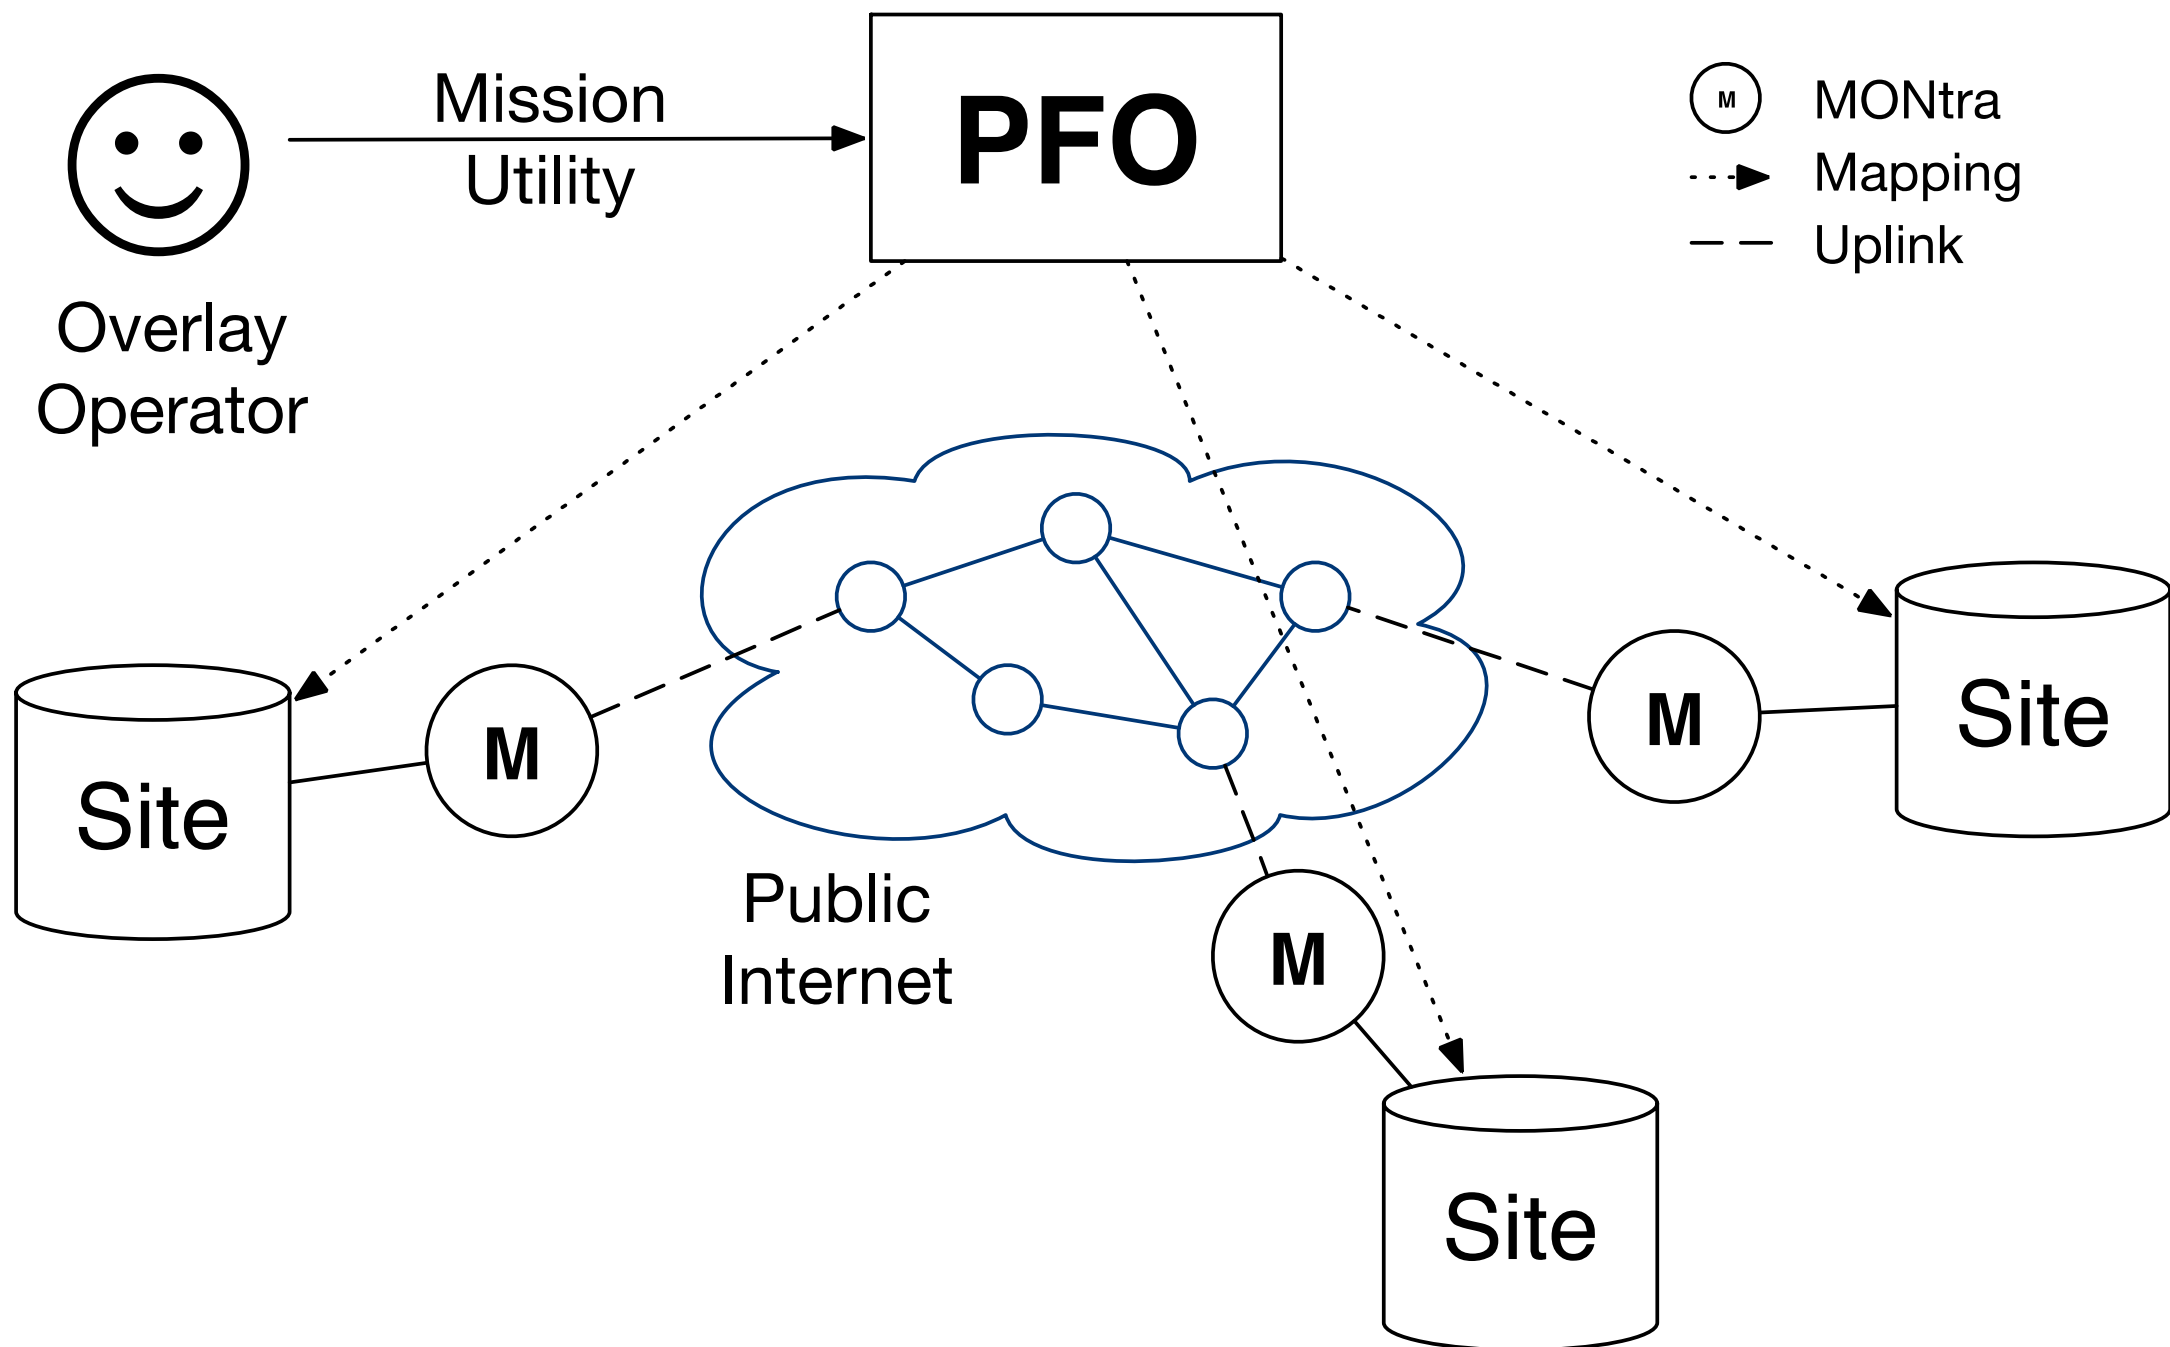 Mission
Utility
PFO
M
MONtra
Mapping
Uplink
Overlay
Operator
Site
M
M
Site
Public
Internet
M
Site